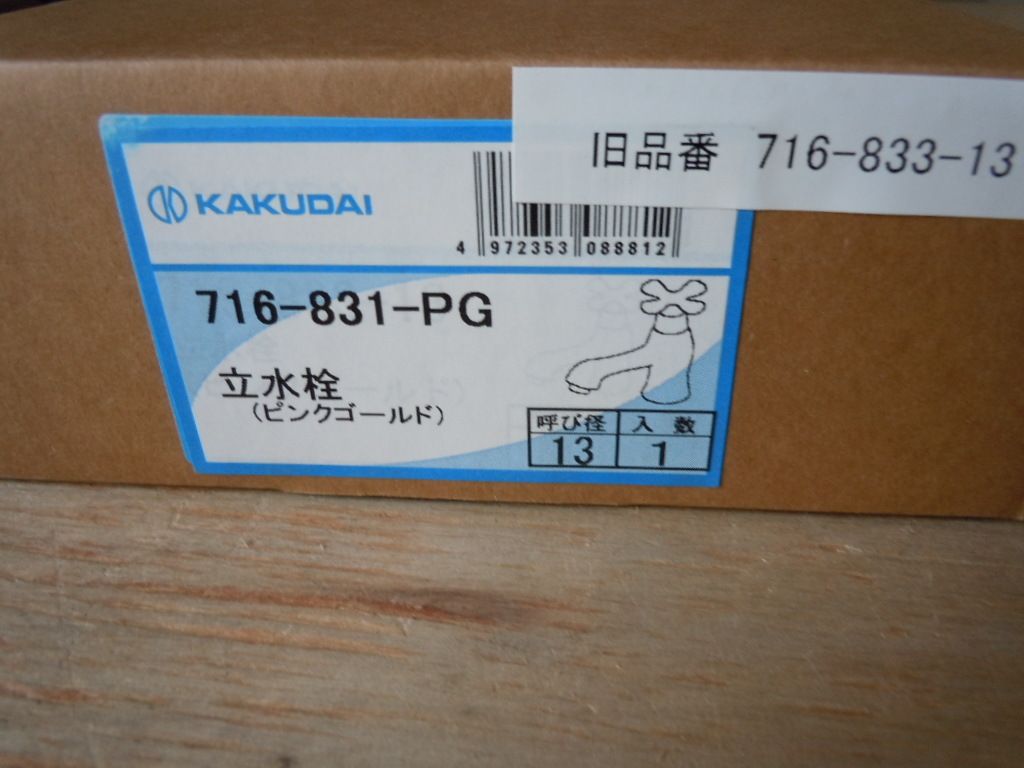 旧品番 716-833-13
KAKUDAI
4 972353 088812
716-831-PG
立水栓
(ピンクゴールド)
呼び径 入数
13 1